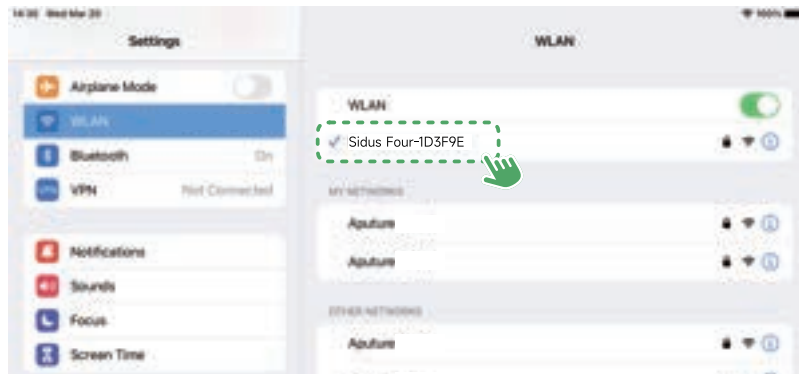 14:30 Wed Mar 20
100%
Settings
WLAN
Airplane Mode
WLAN
Bluetooth
On
VPN
Not Connected
Notifications
Sounds
Focus
Screen Time
WLAN
Sidus Four-1D3F9E
MY NETWORKS
Aputure
Aputure
OTHER NETWORKS
Aputure